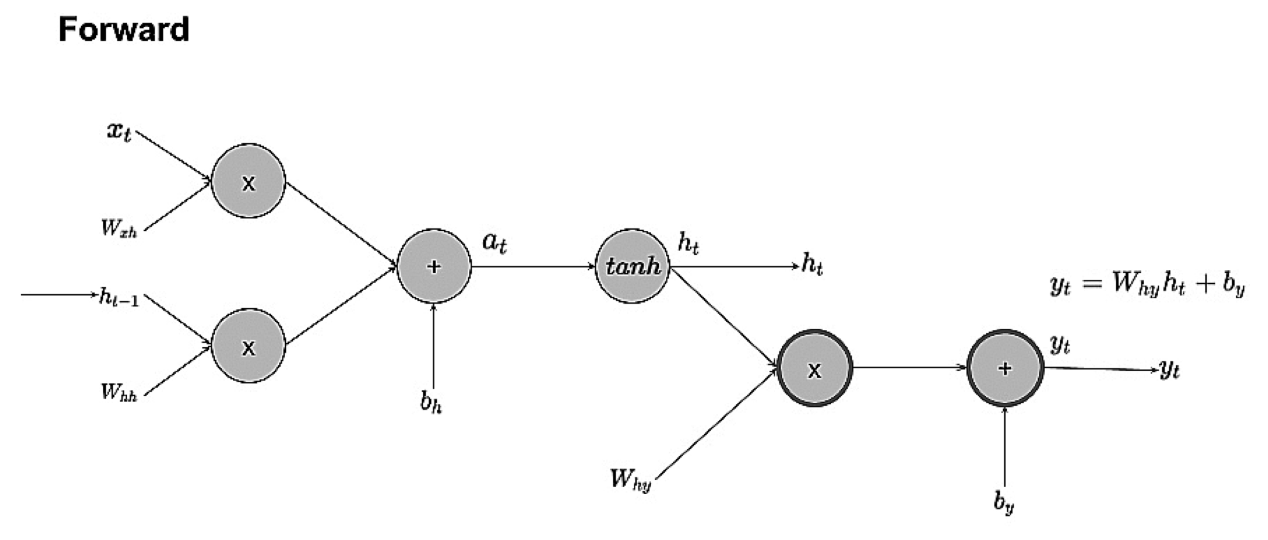 Forward
x_t
x
W_{xh}
+
a_t
tanh
h_t
h_t
h_{t-1}
x
W_{hh}
b_h
y_t = W_{hy}h_t + b_y
x
+
y_t
y_t
W_{hy}
b_y